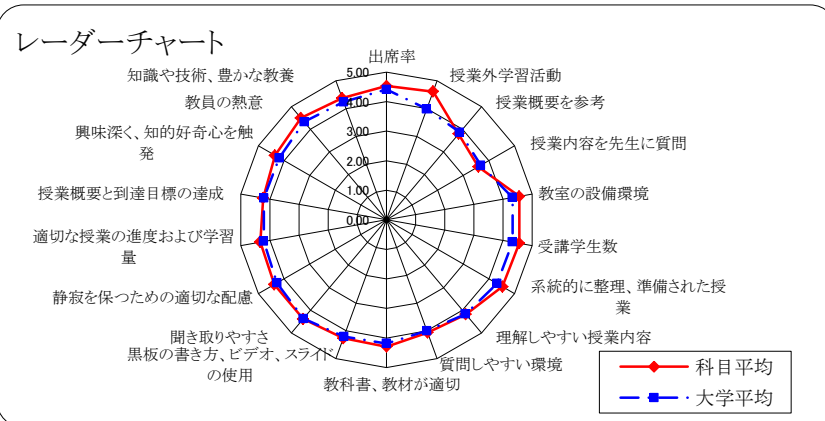 レーダーチャート
出席率
授業外学習活動
授業概要を参考
授業内容を先生に質問
教室の設備環境
受講学生数
系統的に整理、準備された授
業
理解しやすい授業内容
質問しやすい環境
教科書、教材が適切
黒板の書き方、ビデオ、スライド
の使用
聞き取りやすさ
静寂を保つための適切な配慮
適切な授業の進度および学習
量
授業概要と到達目標の達成
興味深く、知的好奇心を触
発
教員の熱意
知識や技術、豊かな教養
5.00
4.00
3.00
2.00
1.00
0.00
科目平均
大学平均